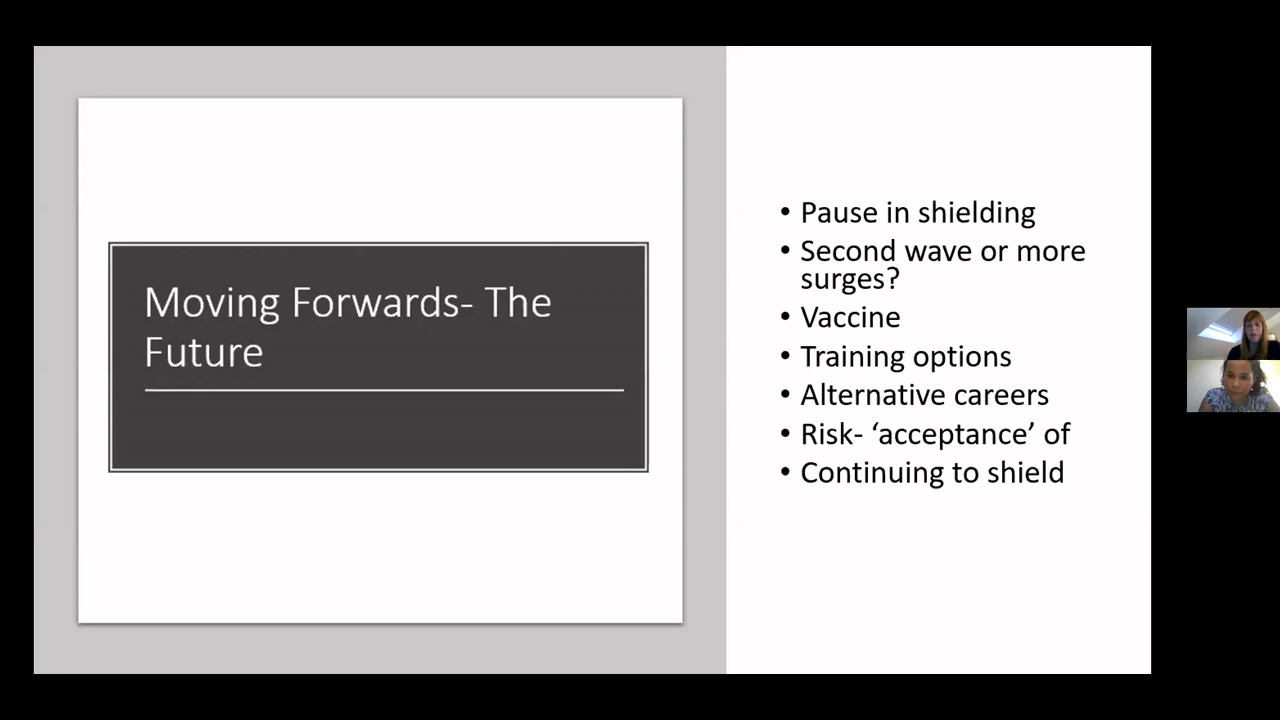 Moving Forwards- The
Future
• Pause in shielding
• Second wave or more
surges?
• Vaccine
• Training options
• Alternative careers
• Risk- ‘acceptance’ of
• Continuing to shield